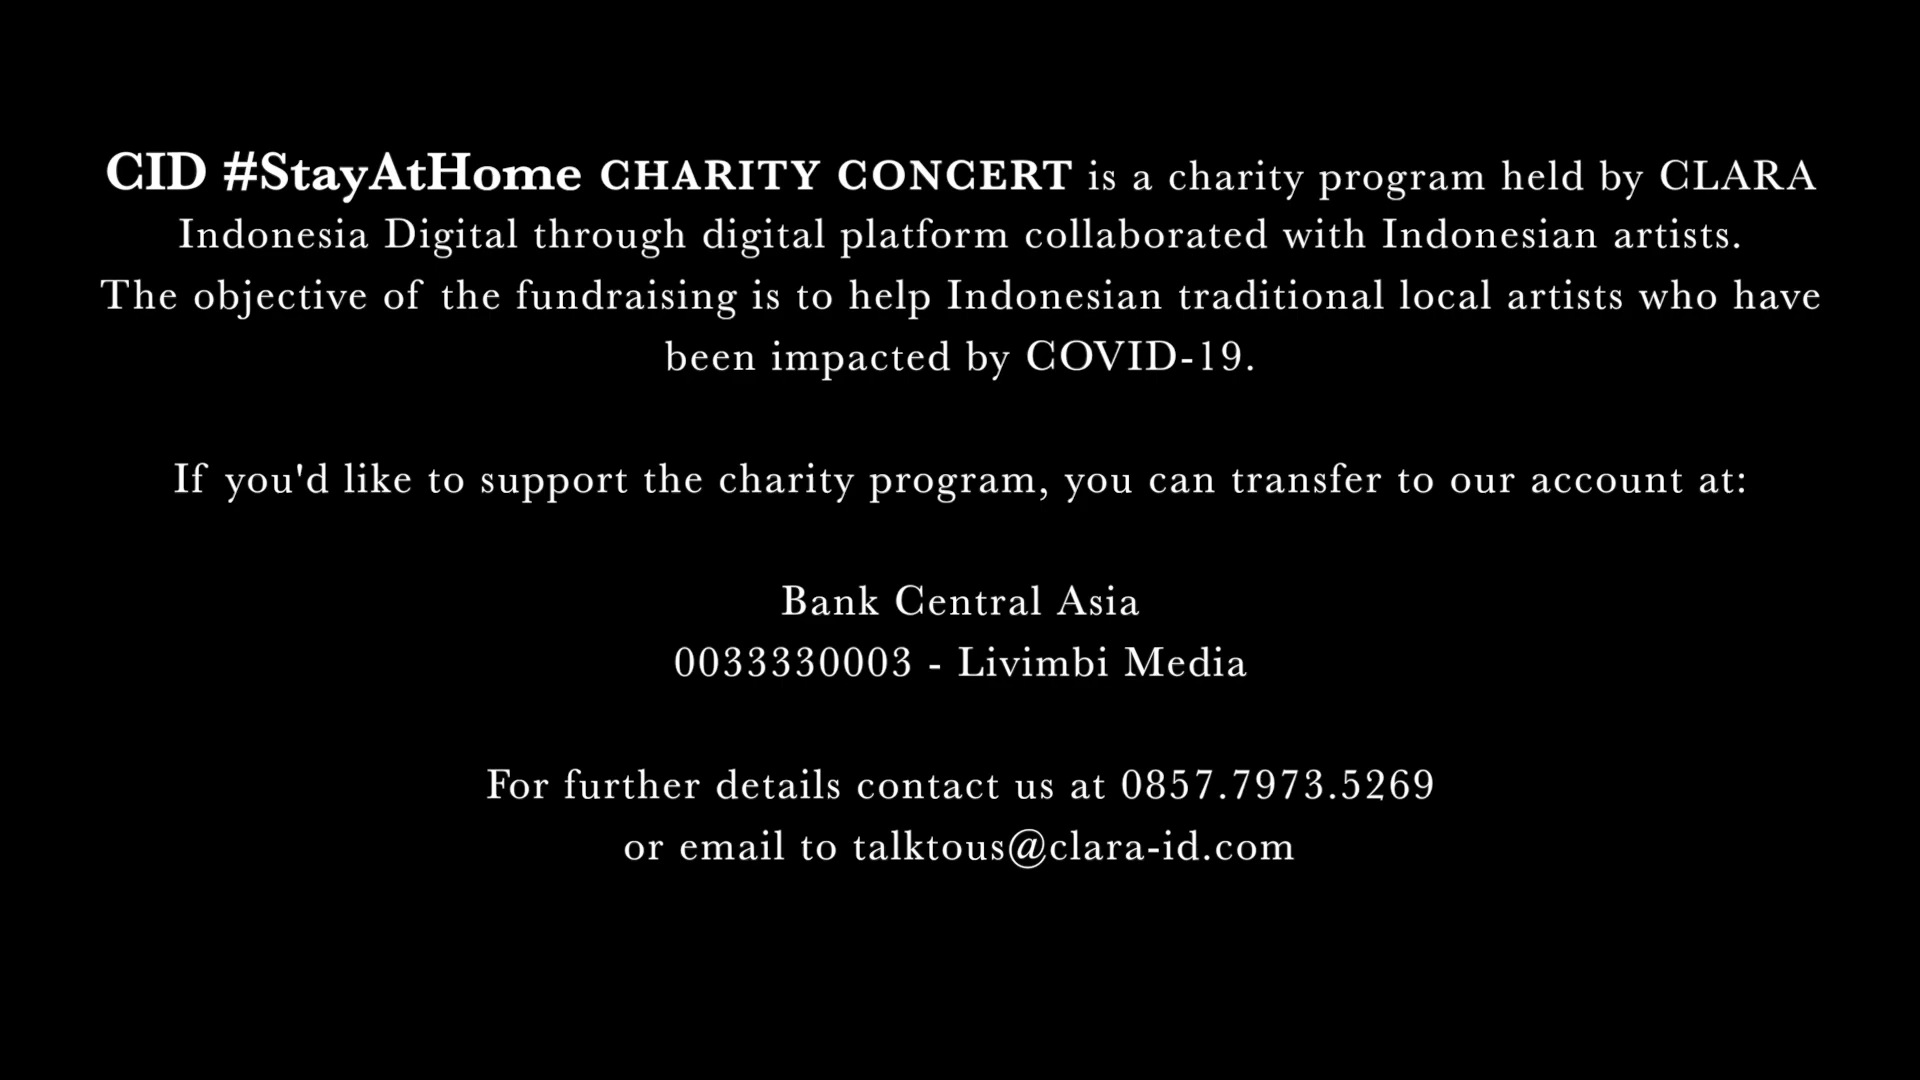 CID #StayAtHome CHARITY CONCERT is a charity program held by CLARA
Indonesia Digital through digital platform collaborated with Indonesian artists.
The objective of the fundraising is to help Indonesian traditional local artists who have
been impacted by COVID-19.
If you'd like to support the charity program, you can transfer to our account at:
Bank Central Asia
0033330003 - Livimbi Media
For further details contact us at 0857.7973.5269
or email to talktous@clara-id.com